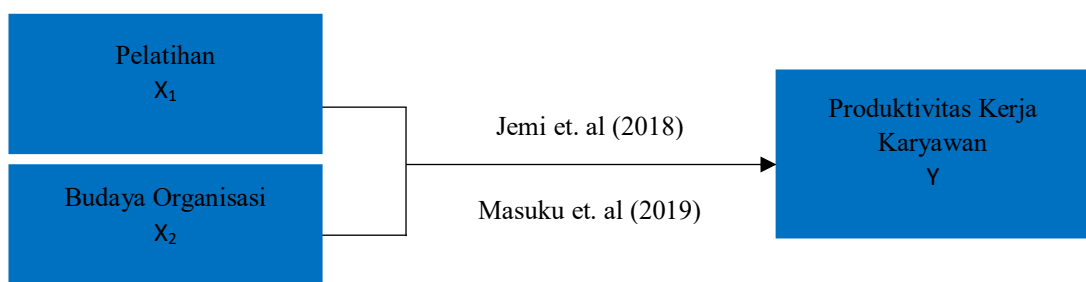 Pelatihan
X₁
Budaya Organisasi
X₂
Jemi et. al (2018)
Masuku et. al (2019)
Produktivitas Kerja
Karyawan
Y